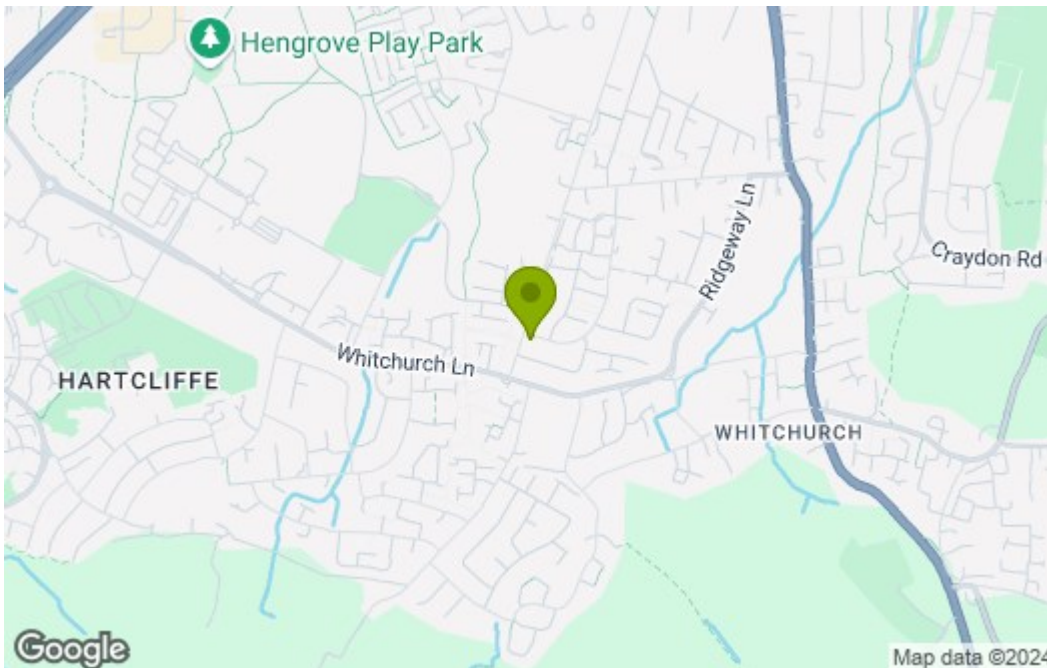 Hengrove Play Park
Ridgeway Ln
Craydon Rd
Whitchurch Ln
HARTCLIFFE
WHITCHURCH
Google
Map data ©2024